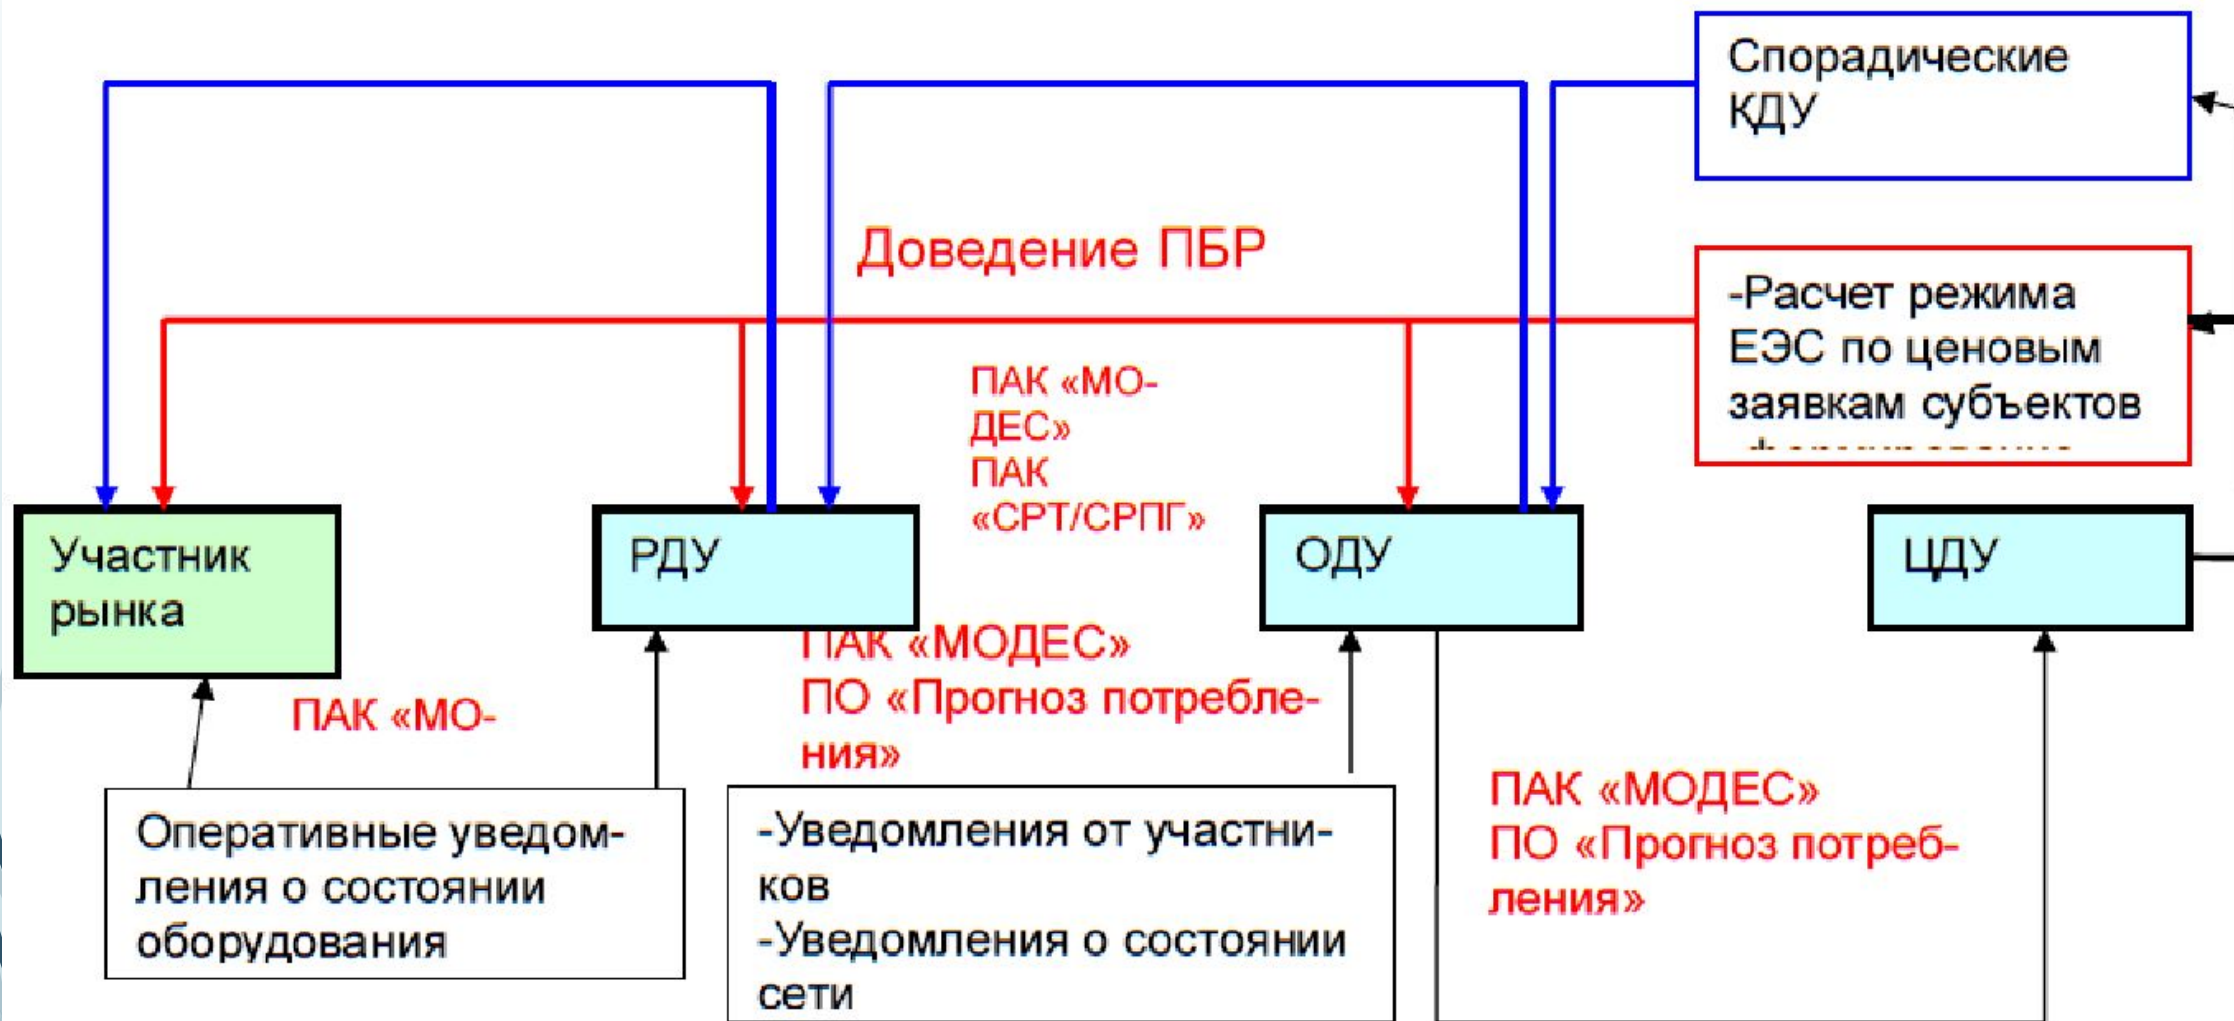 Спорадические
КДУ
Доведение ПБР
-Расчет режима
ЕЭС по ценовым
заявкам субъектов
ПАК «МО-
ДЕС»
ПАК
«СРТ/СРПГ»
Участник
рынка
РДУ
ОДУ
ЦДУ
ПАК «МО-
ПАК «МОДЕС»
ПО «Прогноз потребле-
ния»
ПАК «МОДЕС»
ПО «Прогноз потреб-
ления»
Оперативные уведом-
ления о состоянии
оборудования
-Уведомления от участни-
ков
-Уведомления о состоянии
сети